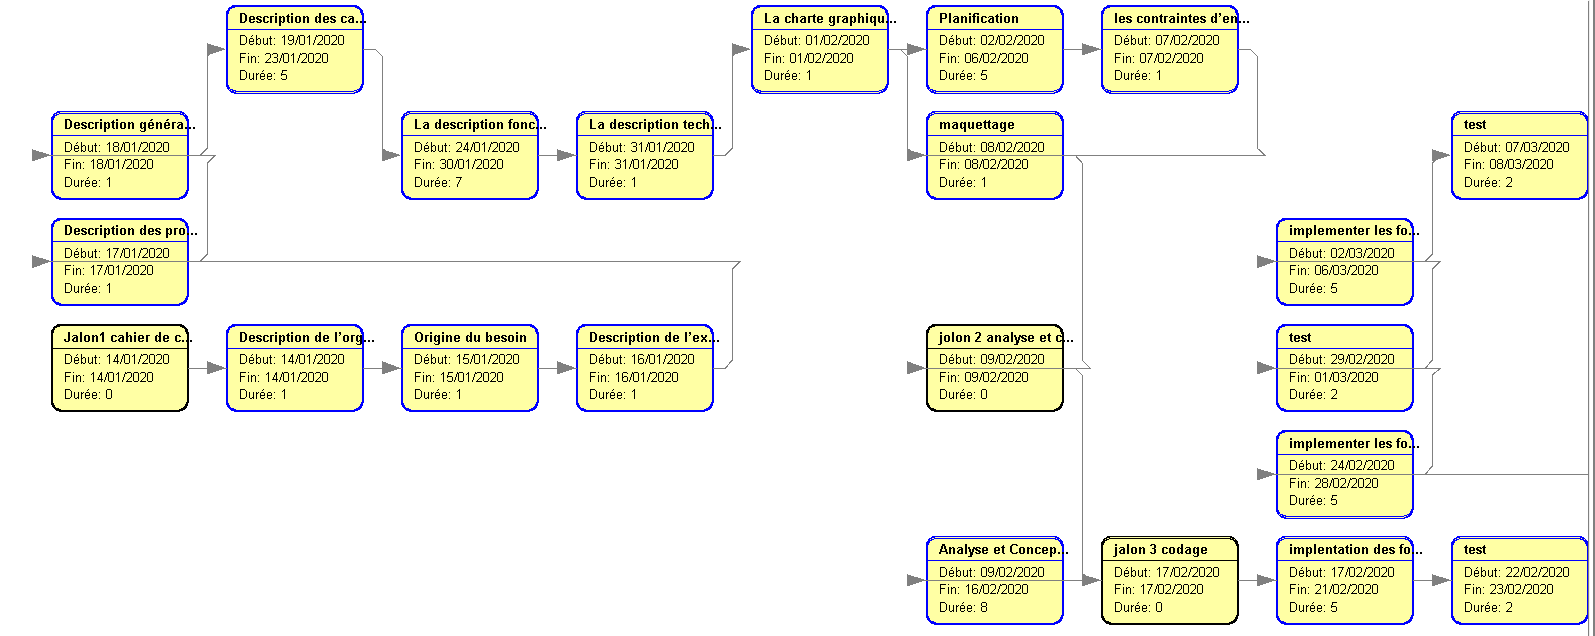 Description des ca...
Début: 19/01/2020
Fin: 23/01/2020
Durée: 5
La charte graphiqu...
Début: 01/02/2020
Fin: 01/02/2020
Durée: 1
Planification
Début: 02/02/2020
Fin: 06/02/2020
Durée: 5
les contraintes d'en...
Début: 07/02/2020
Fin: 07/02/2020
Durée: 1
Description généra...
Début: 18/01/2020
Fin: 18/01/2020
Durée: 1
La description fonc...
Début: 24/01/2020
Fin: 30/01/2020
Durée: 7
La description tech...
Début: 31/01/2020
Fin: 31/01/2020
Durée: 1
maquettage
Début: 08/02/2020
Fin: 08/02/2020
Durée: 1
test
Début: 07/03/2020
Fin: 08/03/2020
Durée: 2
Description des pro...
Début: 17/01/2020
Fin: 17/01/2020
Durée: 1
implementer les fo...
Début: 02/03/2020
Fin: 06/03/2020
Durée: 5
Jalon1 cahier de c...
Début: 14/01/2020
Fin: 14/01/2020
Durée: 0
Description de l'org...
Début: 14/01/2020
Fin: 14/01/2020
Durée: 1
Origine du besoin
Début: 15/01/2020
Fin: 15/01/2020
Durée: 1
Description de l'ex...
Début: 16/01/2020
Fin: 16/01/2020
Durée: 1
jolon 2 analyse et c...
Début: 09/02/2020
Fin: 09/02/2020
Durée: 0
test
Début: 29/02/2020
Fin: 01/03/2020
Durée: 2
implementer les fo...
Début: 24/02/2020
Fin: 28/02/2020
Durée: 5
Analyse et Concep...
Début: 09/02/2020
Fin: 16/02/2020
Durée: 8
jalon 3 codage
Début: 17/02/2020
Fin: 17/02/2020
Durée: 0
implentation des fo...
Début: 17/02/2020
Fin: 21/02/2020
Durée: 5
test
Début: 22/02/2020
Fin: 23/02/2020
Durée: 2